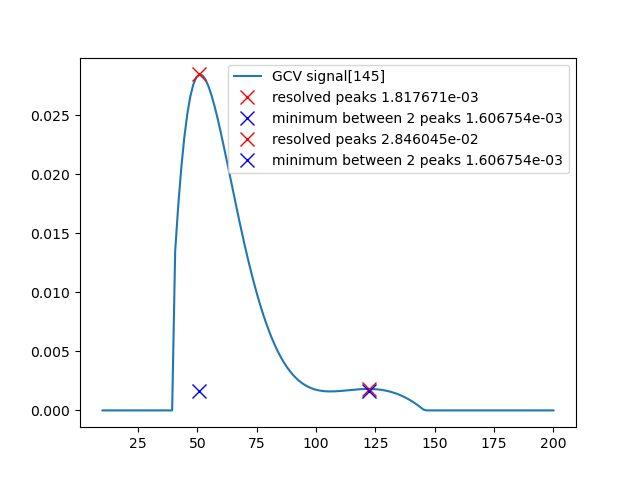 GCV signal[145]
resolved peaks 1.817671e-03
minimum between 2 peaks 1.606754e-03
resolved peaks 2.846045e-02
minimum between 2 peaks 1.606754e-03
0.025
0.020
0.015
0.010
0.005
0.000
25 50 75 100 125 150 175 200